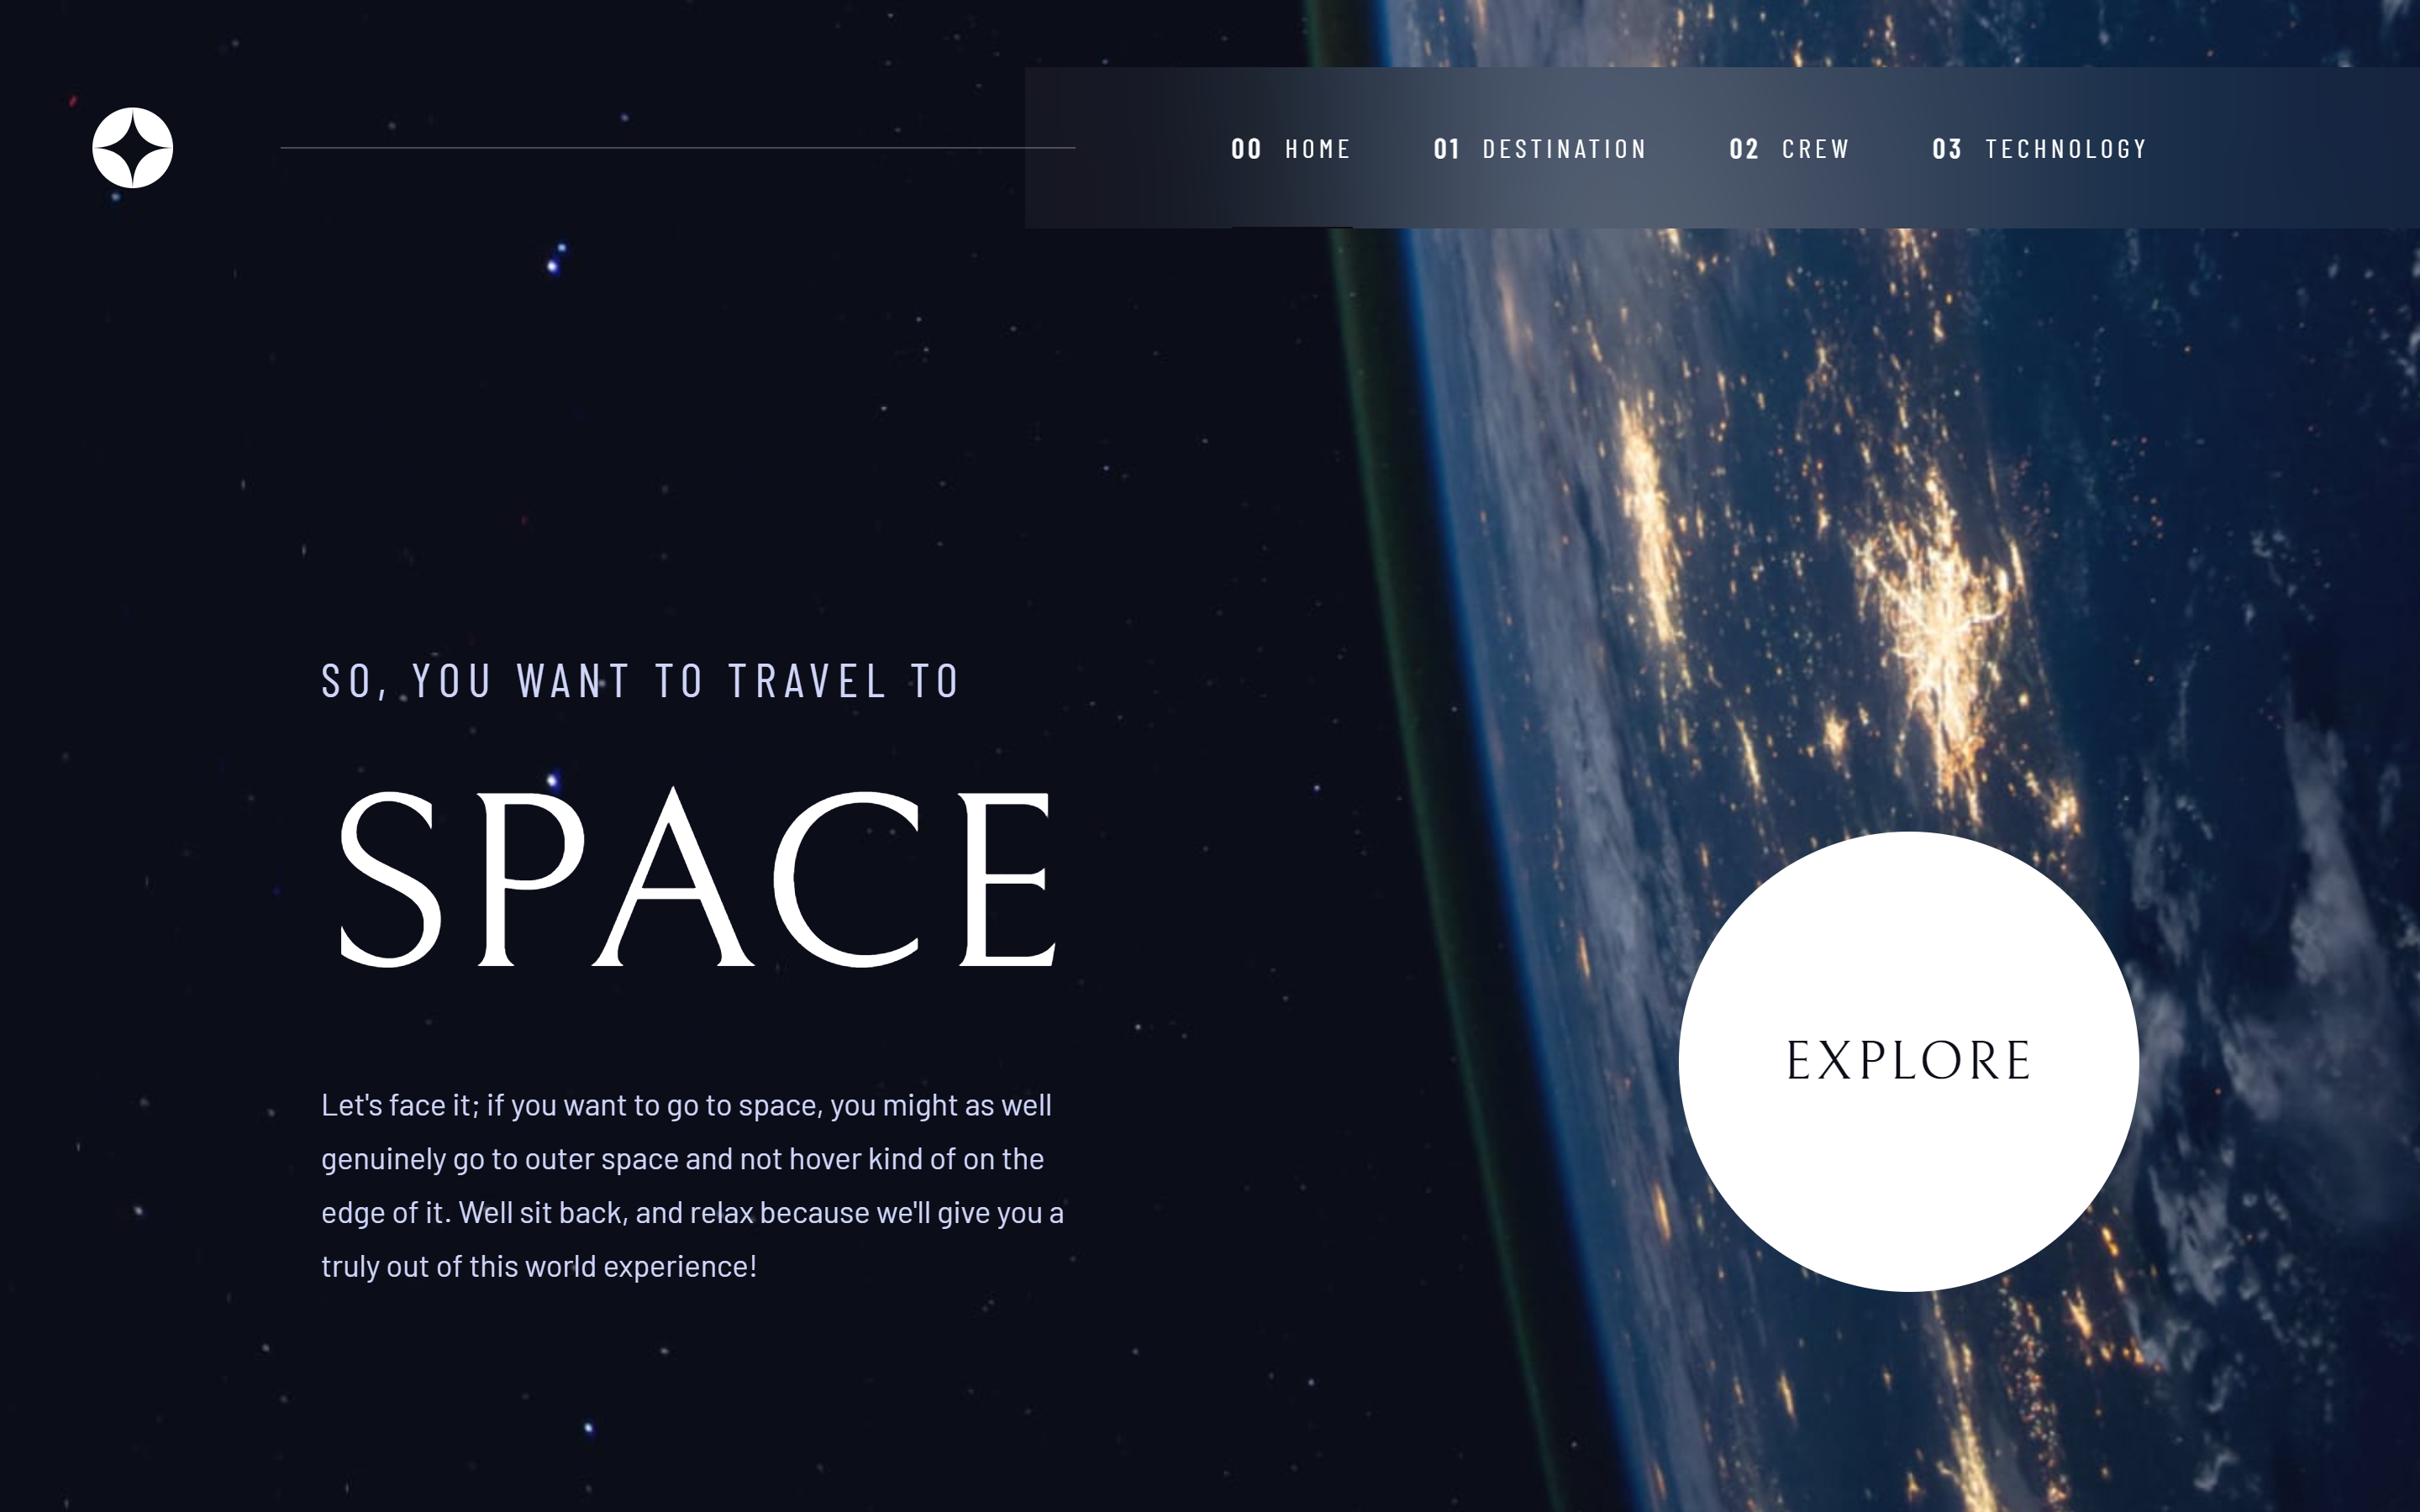 00 HOME 01 DESTINATION 02 CREW 03 TECHNOLOGY
SO, YOU WANT TO TRAVEL TO
SPACE
Let's face it; if you want to go to space, you might as well
genuinely go to outer space and not hover kind of on the
edge of it. Well sit back, and relax because we'll give you a
truly out of this world experience!
EXPLORE